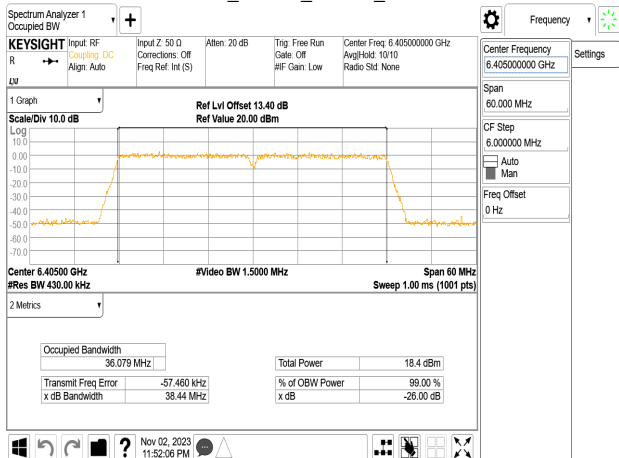 Spectrum Analyzer 1
Occupied BW
Frequency
KEYSIGHT
R
LXI
Input: RF
Coupling: DC
Align: Auto
Input Z: 50 Ω
Corrections: Off
Freq Ref: Int (S)
Atten: 20 dB
Trig: Free Run
Gate: Off
#IF Gain: Low
Center Freq: 6.405000000 GHz
Avg|Hold: 10/10
Radio Std: None
Center Frequency
6.405000000 GHz
Settings
Span
60.000 MHz
CF Step
6.000000 MHz
Auto
Man
Freq Offset
0 Hz
1 Graph
Scale/Div 10.0 dB
Ref Lvl Offset 13.40 dB
Ref Value 20.00 dBm
Log
10.0
0.00
-10.0
-20.0
-30.0
-40.0
-50.0
-60.0
-70.0
Center 6.40500 GHz
#Res BW 430.00 kHz
#Video BW 1.5000 MHz
Span 60 MHz
Sweep 1.00 ms (1001 pts)
2 Metrics
Occupied Bandwidth
36.079 MHz
Total Power 18.4 dBm
Transmit Freq Error -57.460 kHz
% of OBW Power 99.00 %
x dB Bandwidth 38.44 MHz
x dB -26.00 dB
?
Nov 02, 2023
11:52:06 PM